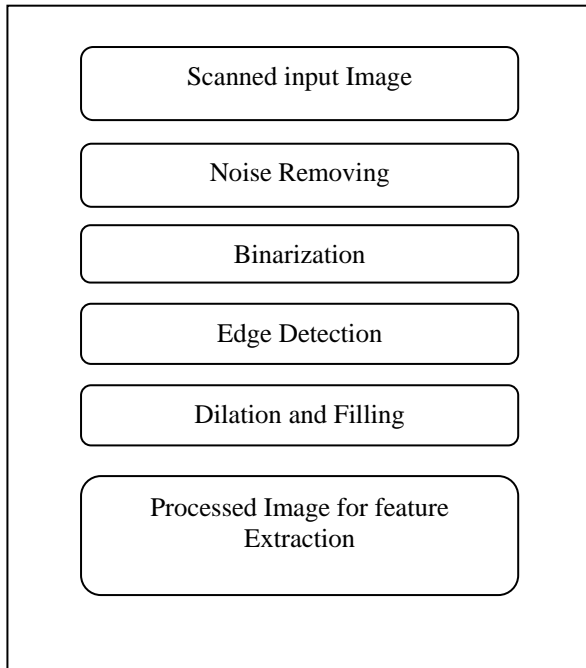 Scanned input Image
Noise Removing
Binarization
Edge Detection
Dilation and Filling
Processed Image for feature
Extraction